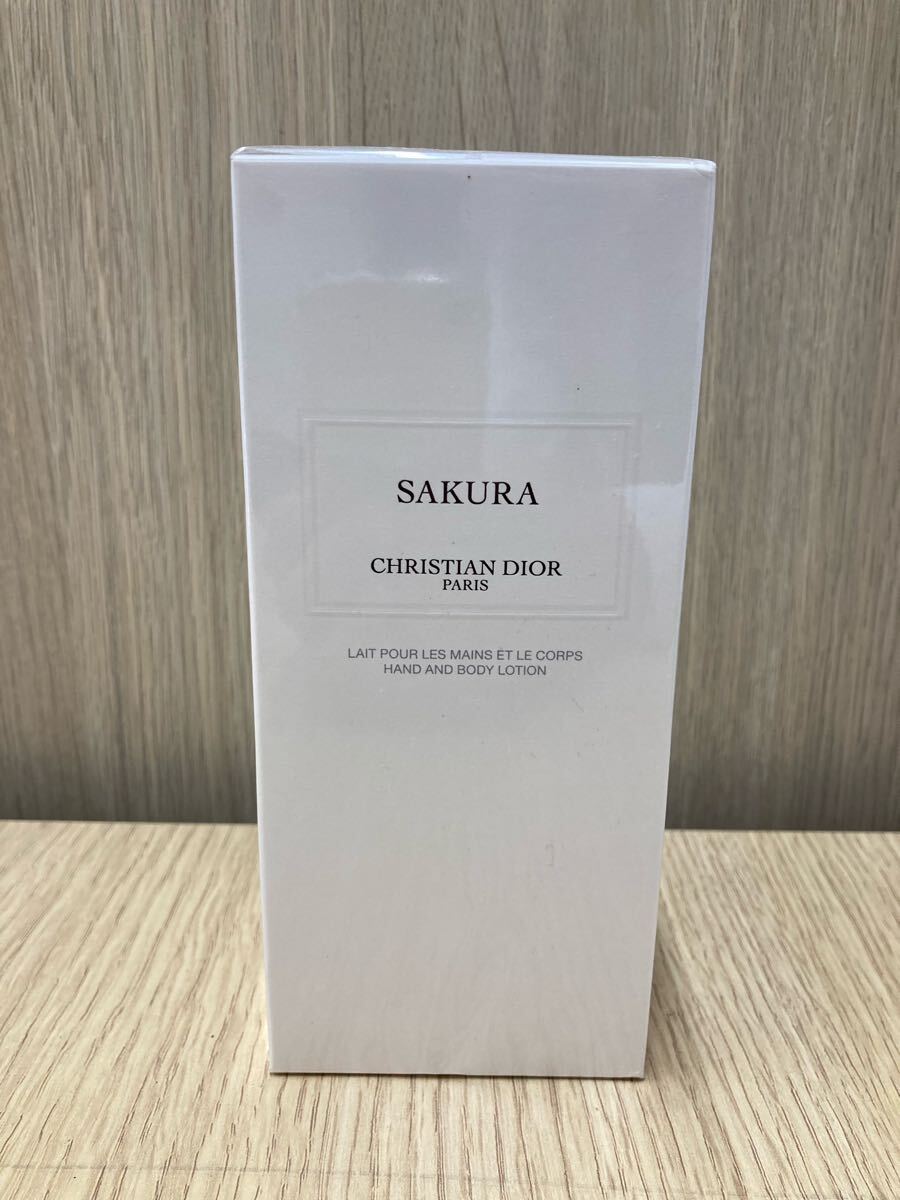 SAKURA
CHRISTIAN DIOR
PARIS
LAIT POUR LES MAINS ET LE CORPS
HAND AND BODY LOTION